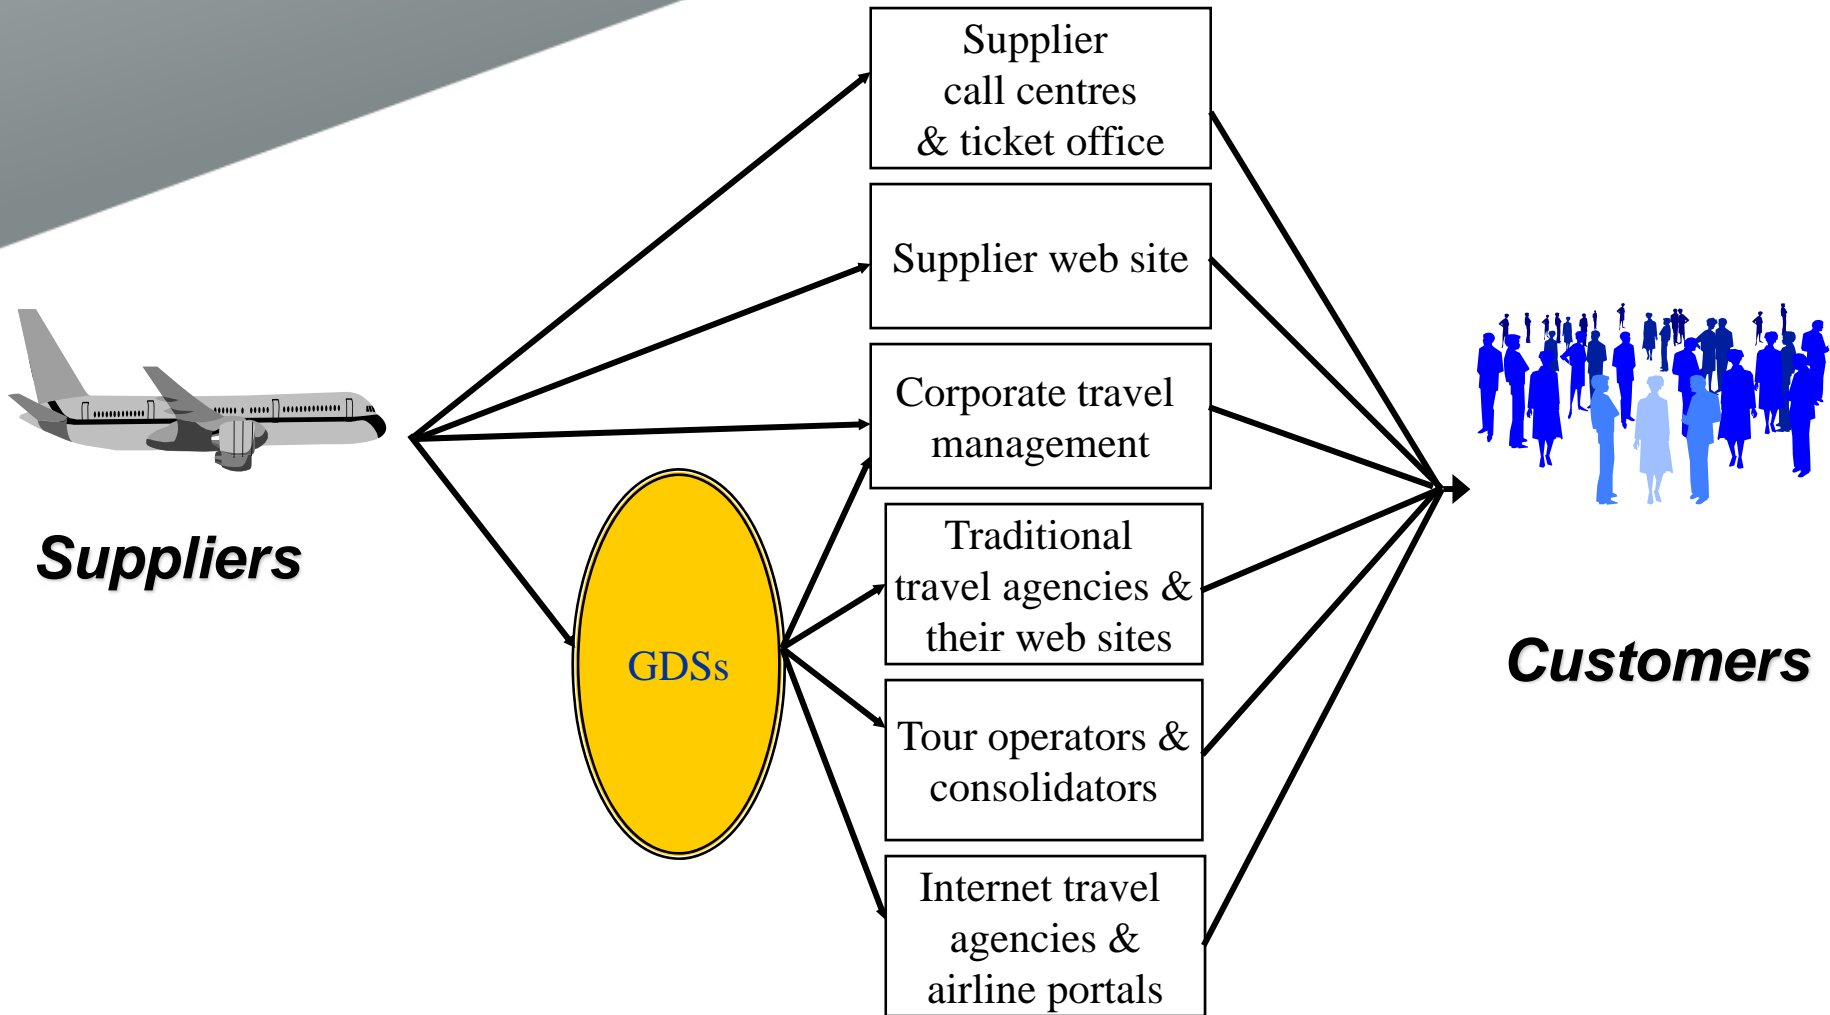 Supplier
call centres
& ticket office
Supplier web site
Corporate travel
management
Traditional
travel agencies &
their web sites
Tour operators &
consolidators
Internet travel
agencies &
airline portals
Suppliers
GDSs
Customers